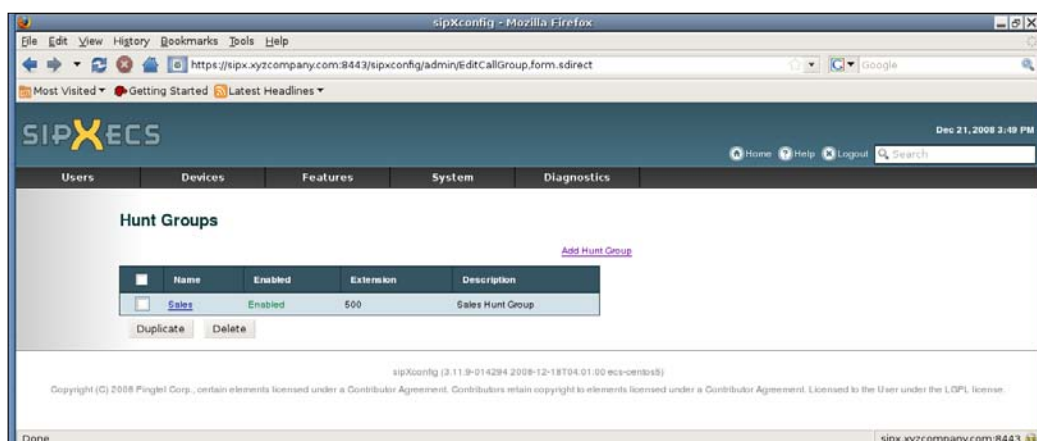 sipXconfig - Mozilla Firefox
File Edit View History Bookmarks Tools Help
https://sipx.xyzcompany.com:8443/sipxconfig/admin/EditCallGroup,form.sdirect
Google
Most Visited Getting Started Latest Headlines
SIPXECS
Dec 21, 2008 3:49 PM
Home Help Logout Search
Users Devices Features System Diagnostics
Hunt Groups
Add Hunt Group
Name Enabled Extension Description
Sales Enabled 500 Sales Hunt Group
Duplicate Delete
sipXconfig (3.11.9-014294 2008-12-18T04:01:00 ecs-centos5)
Copyright (C) 2008 Pingtel Corp., certain elements licensed under a Contributor Agreement. Contributors retain copyright to elements licensed under a Contributor Agreement. Licensed to the User under the LGPL license.
Done
sipx.xyzcompany.com:8443